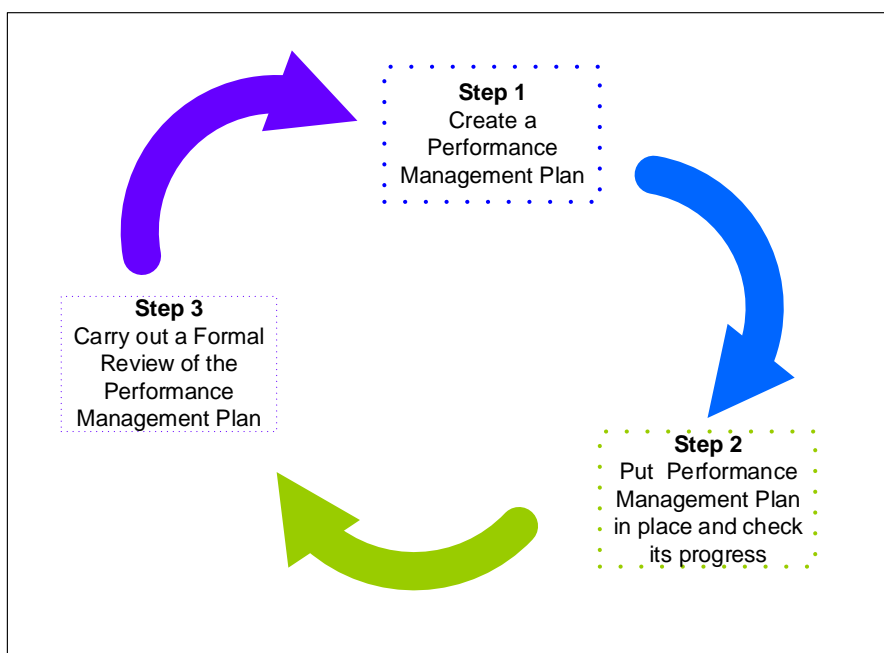 Step 1
Create a
Performance
Management Plan
Step 2
Put  Performance
Management Plan
in place and check
its progress
Step 3
Carry out a Formal
Review of the
Performance
Management Plan